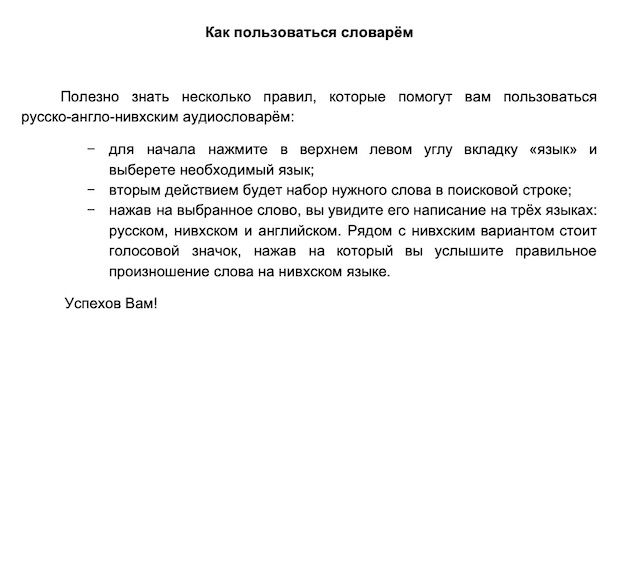 Как пользоваться словарём
Полезно знать несколько правил, которые помогут вам пользоваться
русско-англо-нивхским аудиословарём:
− для начала нажмите в верхнем левом углу вкладку «язык» и
выберете необходимый язык;
− вторым действием будет набор нужного слова в поисковой строке;
− нажав на выбранное слово, вы увидите его написание на трёх языках:
русском, нивхском и английском. Рядом с нивхским вариантом стоит
голосовой значок, нажав на который вы услышите правильное
произношение слова на нивхском языке.
Успехов Вам!